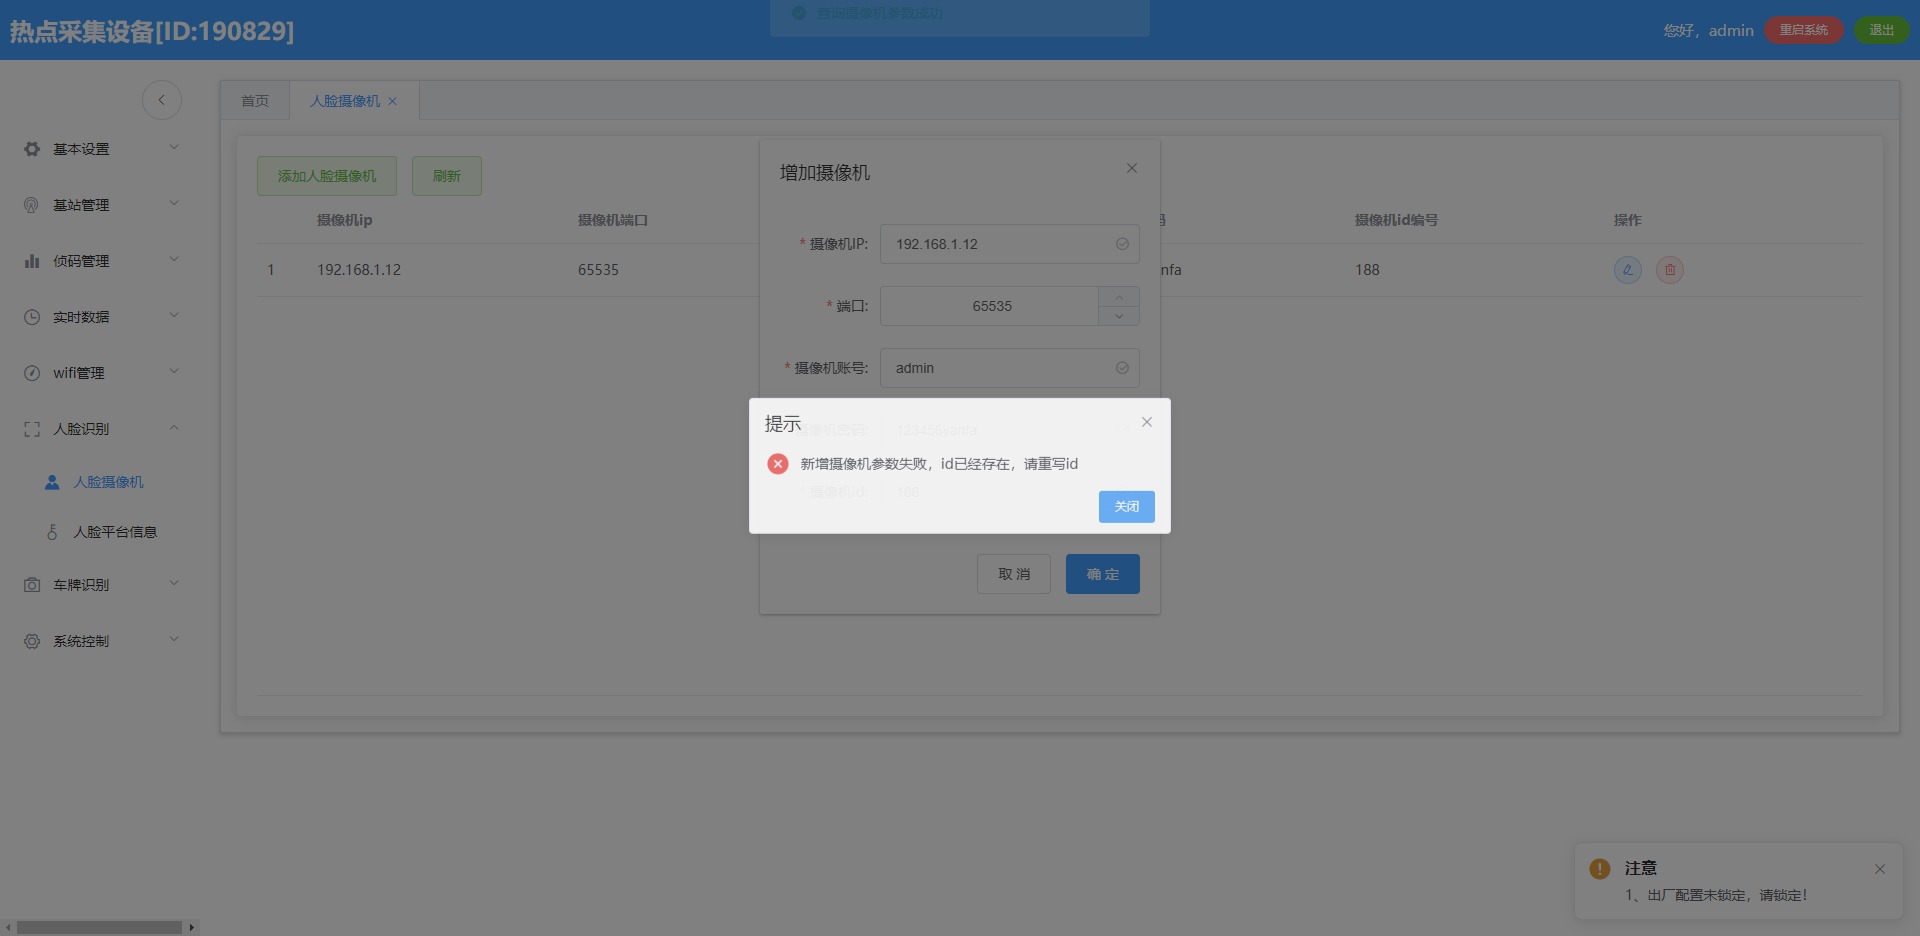 热点采集设备[ID:190829]
查询摄像机参数成功
您好，admin
重启系统
退出
首页
人脸摄像机
基本设置
基站管理
侦码管理
实时数据
wifi管理
人脸识别
人脸摄像机
人脸平台信息
车牌识别
系统控制
添加人脸摄像机
刷新
摄像机ip
摄像机端口
码
摄像机id编号
操作
1
192.168.1.12
65535
nfa
188
增加摄像机
* 摄像机IP:
192.168.1.12
* 端口:
65535
* 摄像机账号:
admin
提示
摄像机密码:
123456yanfa
新增摄像机参数失败，id已经存在，请重写id
* 摄像机id:
188
关闭
取 消
确 定
注意
1、出厂配置未锁定，请锁定！